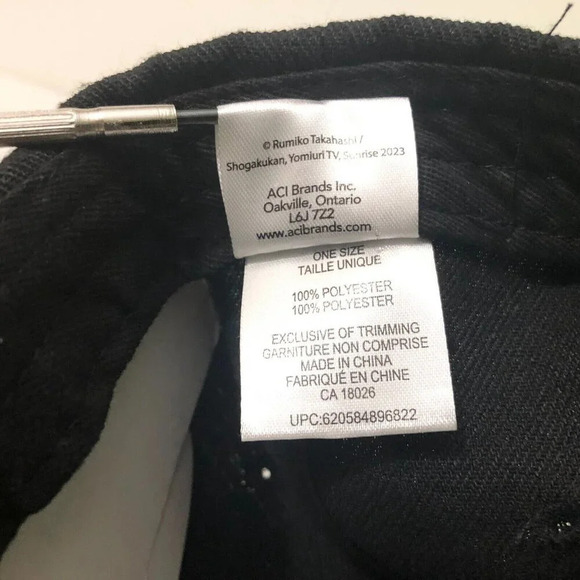 © Rumiko Takahashi /
Shogakukan, Yomiuri TV, Sunrise 2023
ACI Brands Inc.
Oakville, Ontario
L6J 7Z2
www.acibrands.com
ONE SIZE
TAILLE UNIQUE
100% POLYESTER
100% POLYESTER
EXCLUSIVE OF TRIMMING
GARNITURE NON COMPRISE
MADE IN CHINA
FABRIQUÉ EN CHINE
CA 18026
UPC:620584896822